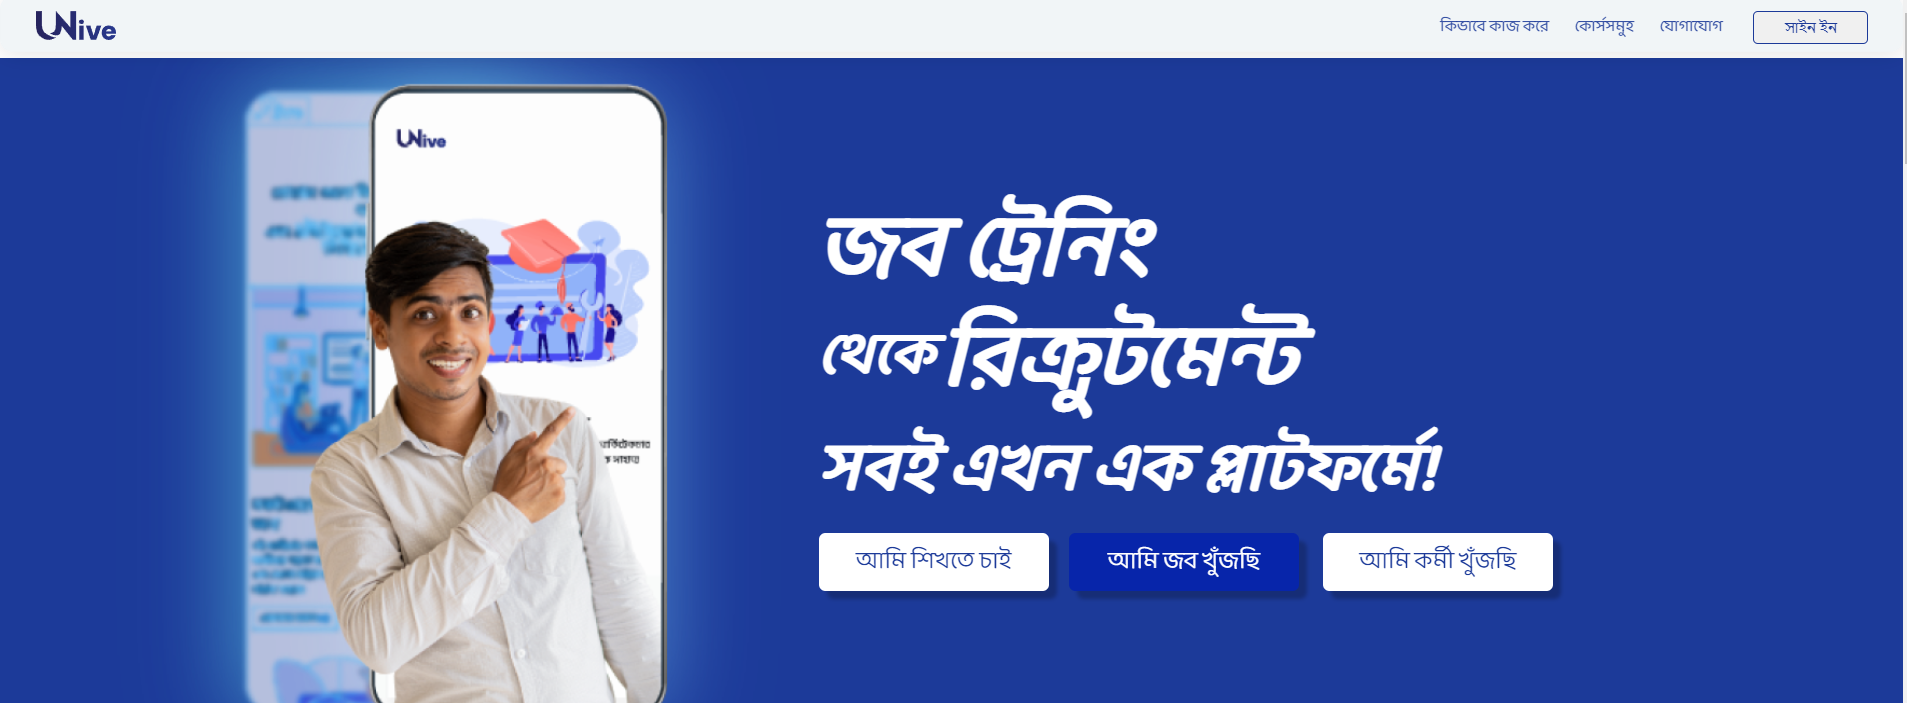 UNive
কিভাবে কাজ করে
কোর্সসমুহ
যোগাযোগ
সাইন ইন
UNive
জব ট্রেনিং
থেকে রিক্রুটমেন্ট
সবই এখন এক প্লাটফর্মে!
আমি শিখতে চাই
আমি জব খুঁজছি
আমি কর্মী খুঁজছি